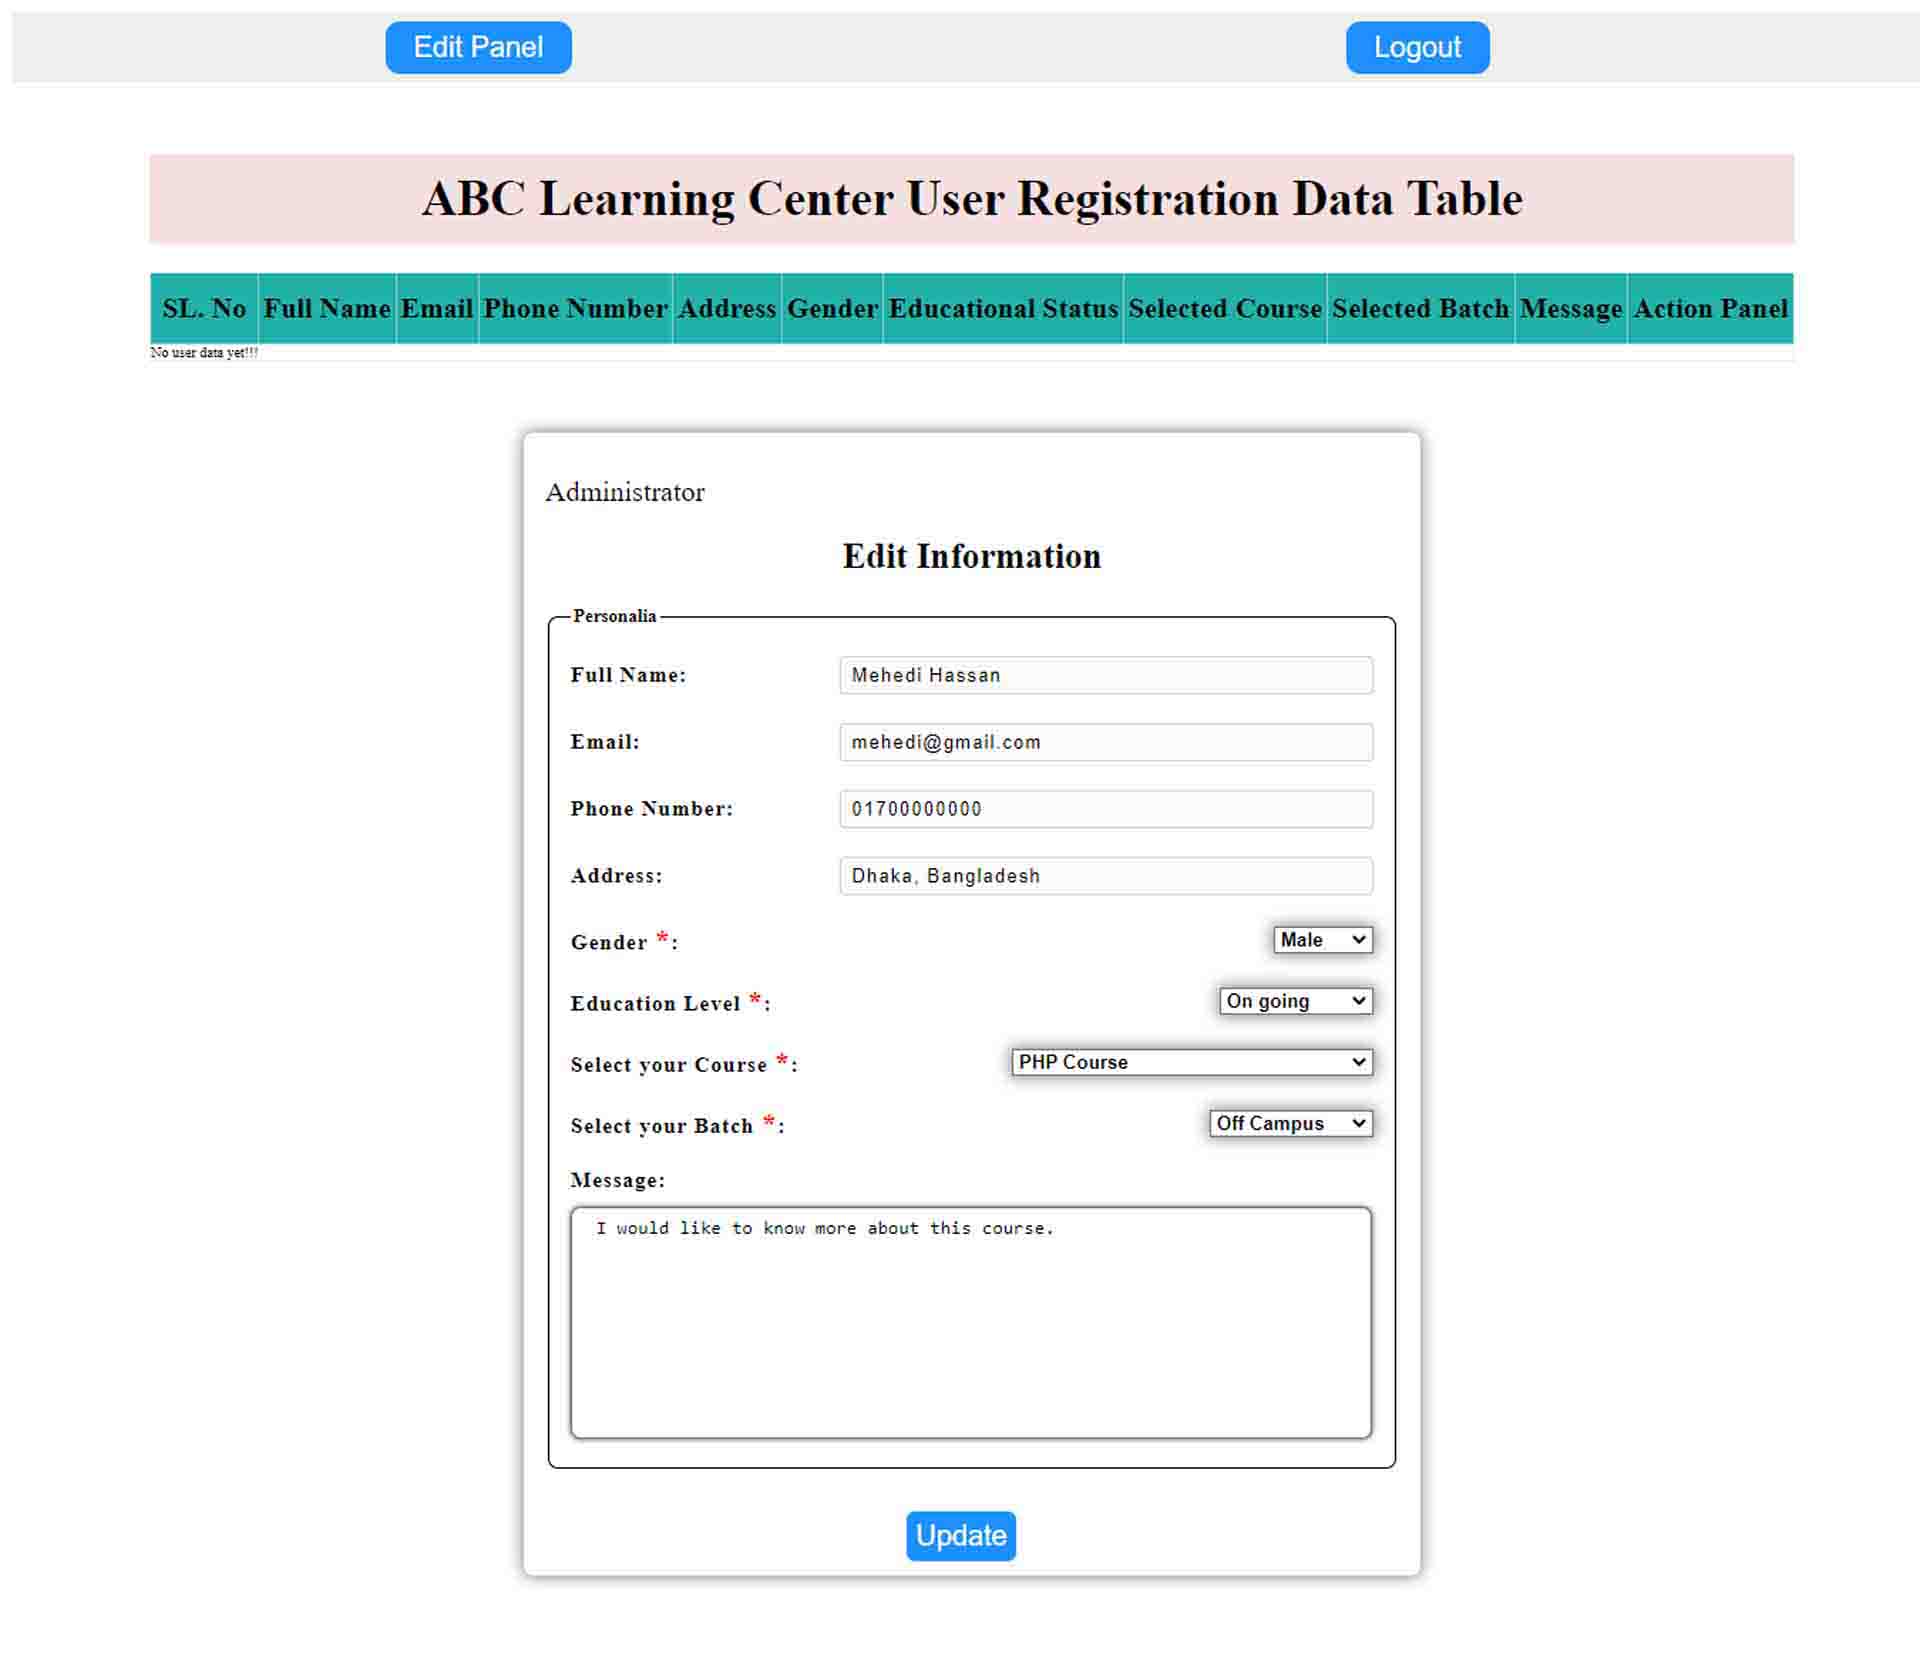 Edit Panel Logout
ABC Learning Center User Registration Data Table
SL. No Full Name Email Phone Number Address Gender Educational Status Selected Course Selected Batch Message Action Panel
No user data yet!!!
Administrator
Edit Information
Personalia
Full Name: Mehedi Hassan
Email: mehedi@gmail.com
Phone Number: 01700000000
Address: Dhaka, Bangladesh
Gender *: Male
Education Level *: On going
Select your Course *: PHP Course
Select your Batch *: Off Campus
Message:
I would like to know more about this course.
Update